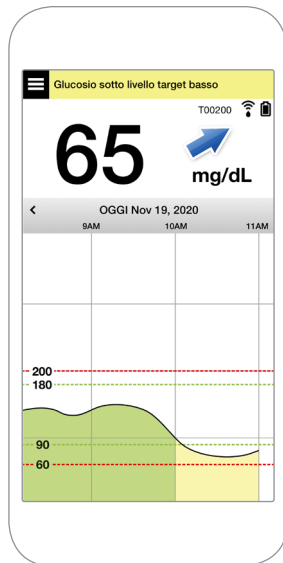 Glucosio sotto livello target basso
T00200
65
mg/dL
< OGGI Nov 19, 2020
9AM 10AM 11AM
200
180
90
60